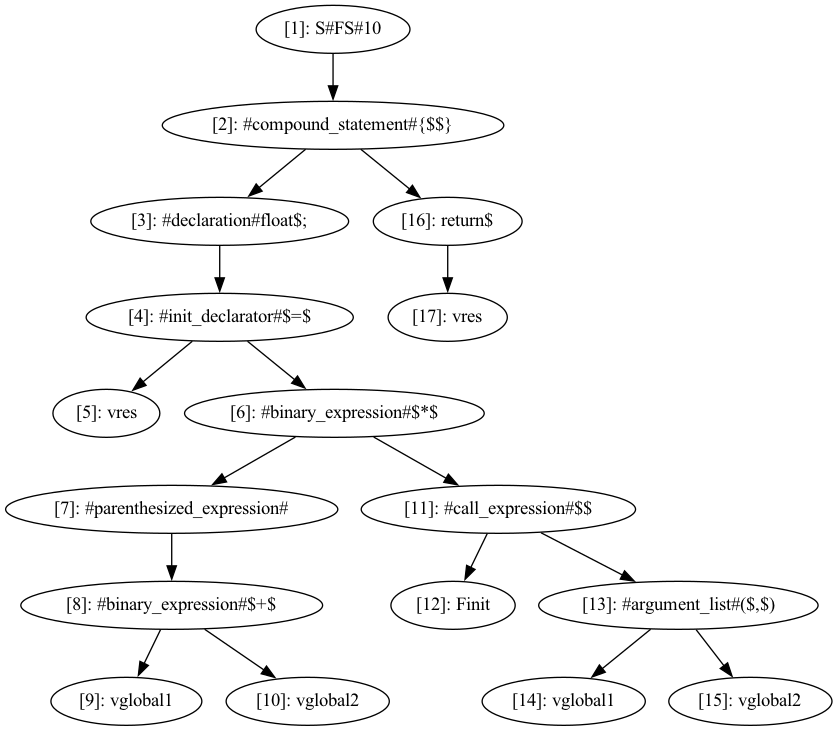 [1]: S#FS#10
[2]: #compound_statement#{$$}
[3]: #declaration#float$;
[16]: return$
[4]: #init_declarator#$=$
[17]: vres
[5]: vres
[6]: #binary_expression#$*$
[7]: #parenthesized_expression#
[11]: #call_expression#$$
[8]: #binary_expression#$+$
[12]: Finit
[13]: #argument_list#($,$)
[9]: vglobal1
[10]: vglobal2
[14]: vglobal1
[15]: vglobal2